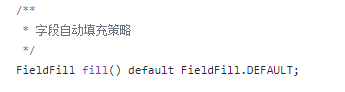 /**
 * 字段自动填充策略
 */
FieldFill fill() default FieldFill.DEFAULT;